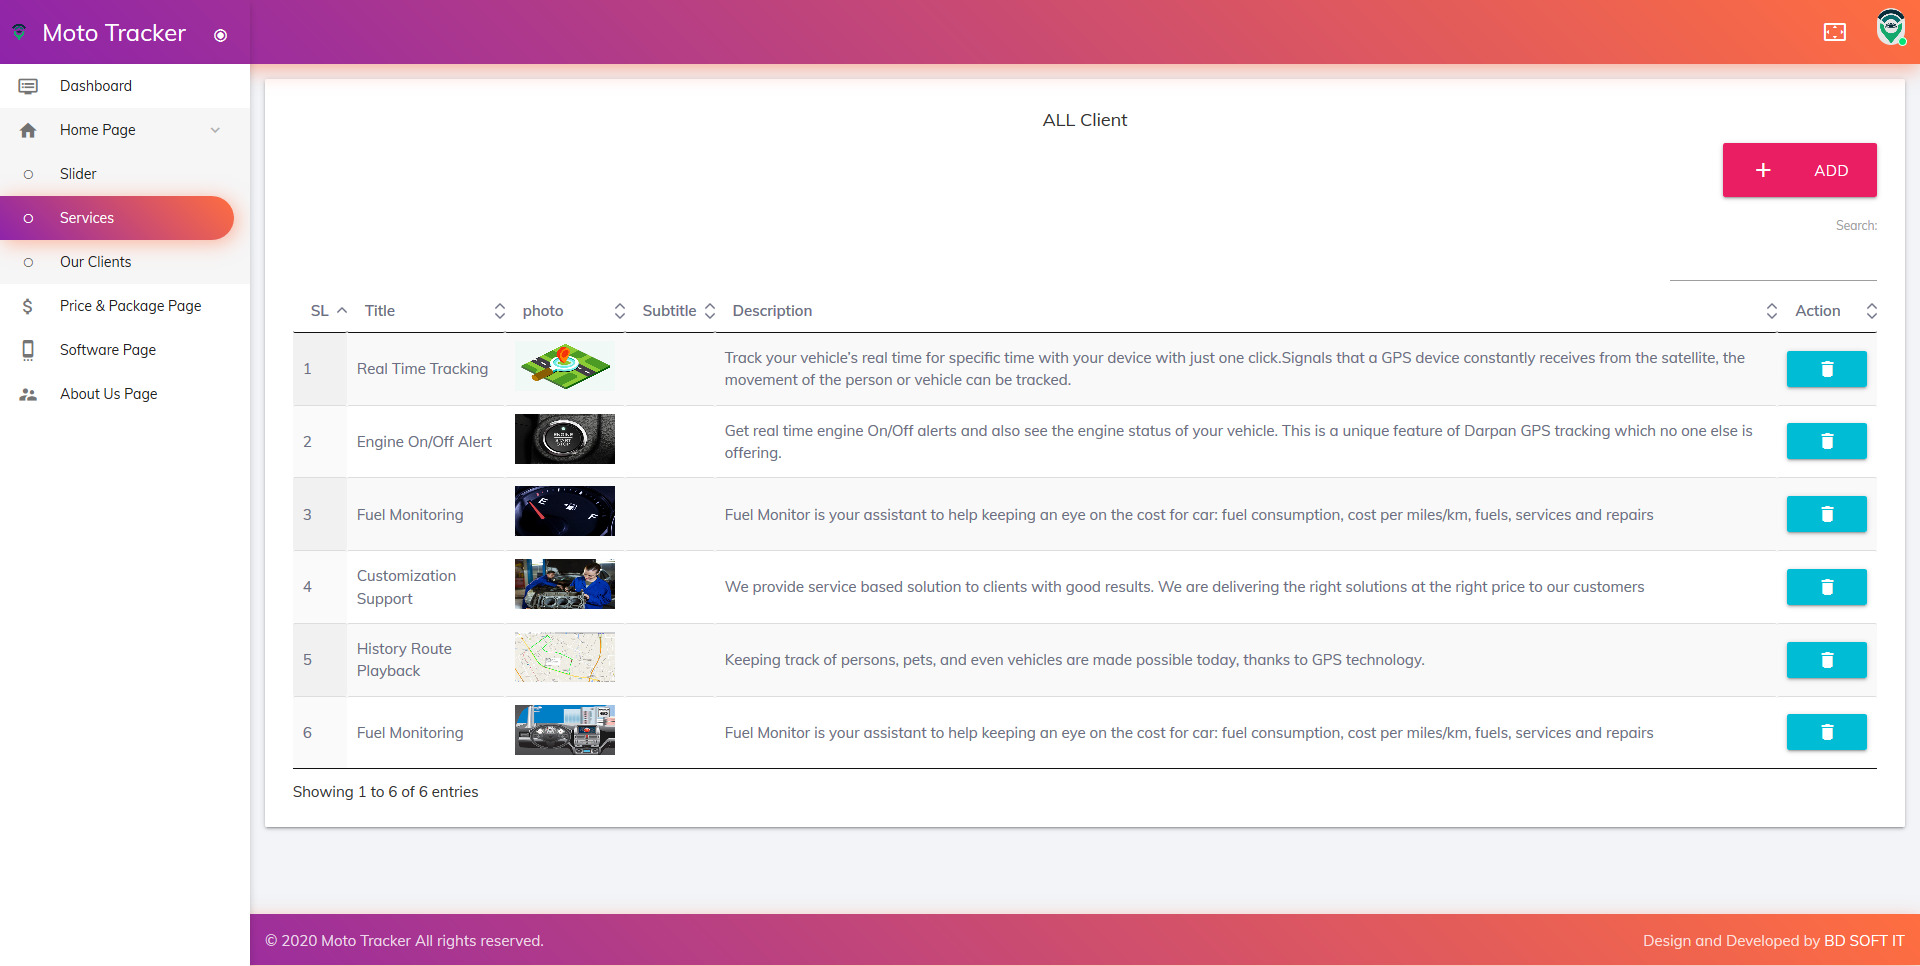 Moto Tracker
Dashboard
Home Page
Slider
Services
Our Clients
Price & Package Page
Software Page
About Us Page
ALL Client
ADD
Search:
SL Title photo Subtitle Description Action
1 Real Time Tracking Track your vehicle's real time for specific time with your device with just one click.Signals that a GPS device constantly receives from the satellite, the
movement of the person or vehicle can be tracked.
2 Engine On/Off Alert ENGINE START STOP Get real time engine On/Off alerts and also see the engine status of your vehicle. This is a unique feature of Darpan GPS tracking which no one else is
offering.
3 Fuel Monitoring E F Fuel Monitor is your assistant to help keeping an eye on the cost for car: fuel consumption, cost per miles/km, fuels, services and repairs
4 Customization
Support We provide service based solution to clients with good results. We are delivering the right solutions at the right price to our customers
5 History Route
Playback Keeping track of persons, pets, and even vehicles are made possible today, thanks to GPS technology.
6 Fuel Monitoring Fuel Monitor is your assistant to help keeping an eye on the cost for car: fuel consumption, cost per miles/km, fuels, services and repairs
Showing 1 to 6 of 6 entries
© 2020 Moto Tracker All rights reserved.
Design and Developed by BD SOFT IT